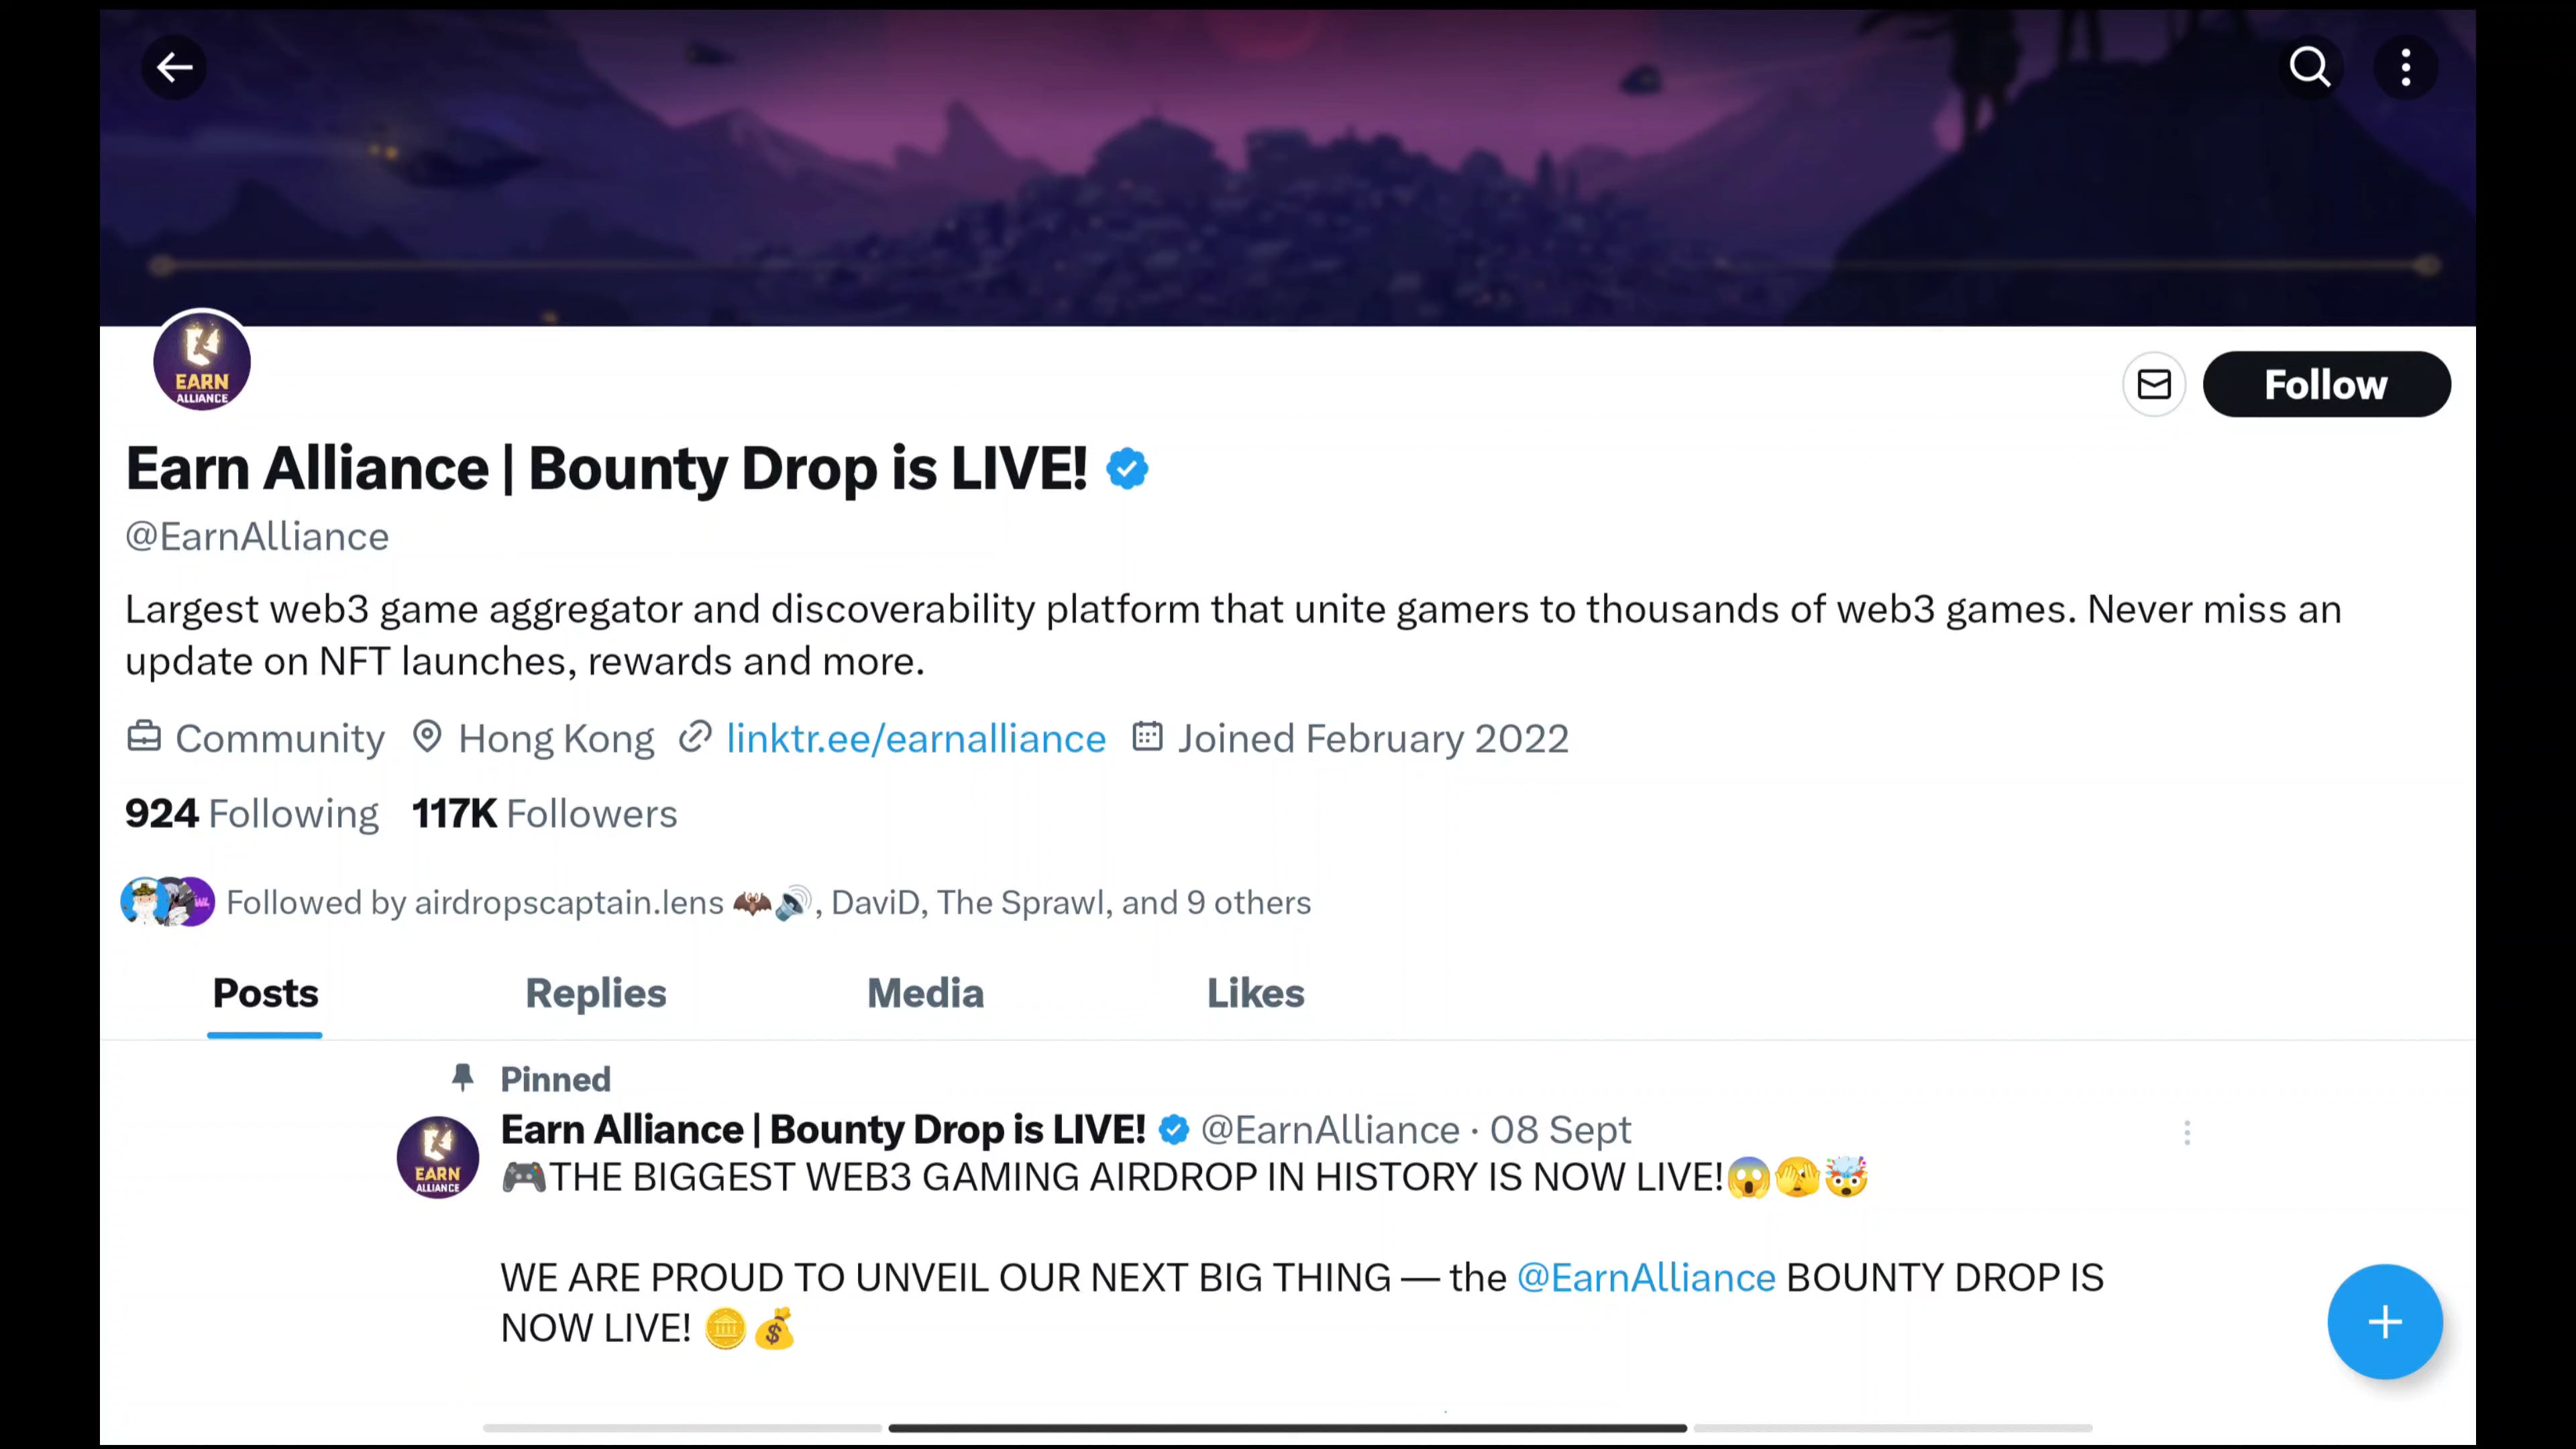 EARN
ALLIANCE
Follow
Earn Alliance | Bounty Drop is LIVE!
@EarnAlliance
Largest web3 game aggregator and discoverability platform that unite gamers to thousands of web3 games. Never miss an
update on NFT launches, rewards and more.
Community Hong Kong linktr.ee/earnalliance Joined February 2022
924 Following 117K Followers
Followed by airdropscaptain.lens 🦇🔊, DaviD, The Sprawl, and 9 others
Posts Replies Media Likes
Pinned
Earn Alliance | Bounty Drop is LIVE! @EarnAlliance · 08 Sept
EARN
ALLIANCE
🎮THE BIGGEST WEB3 GAMING AIRDROP IN HISTORY IS NOW LIVE!😱🫣🤯
WE ARE PROUD TO UNVEIL OUR NEXT BIG THING — the @EarnAlliance BOUNTY DROP IS
NOW LIVE! 🪙💰